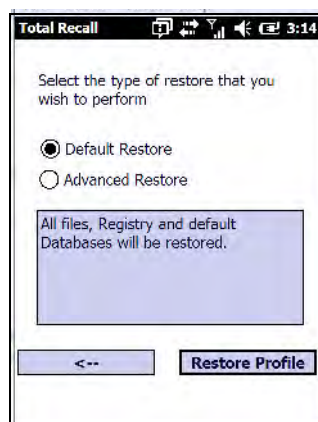 Total Recall 3:14
Select the type of restore that you
wish to perform
Default Restore
Advanced Restore
All files, Registry and default
Databases will be restored.
<-- Restore Profile